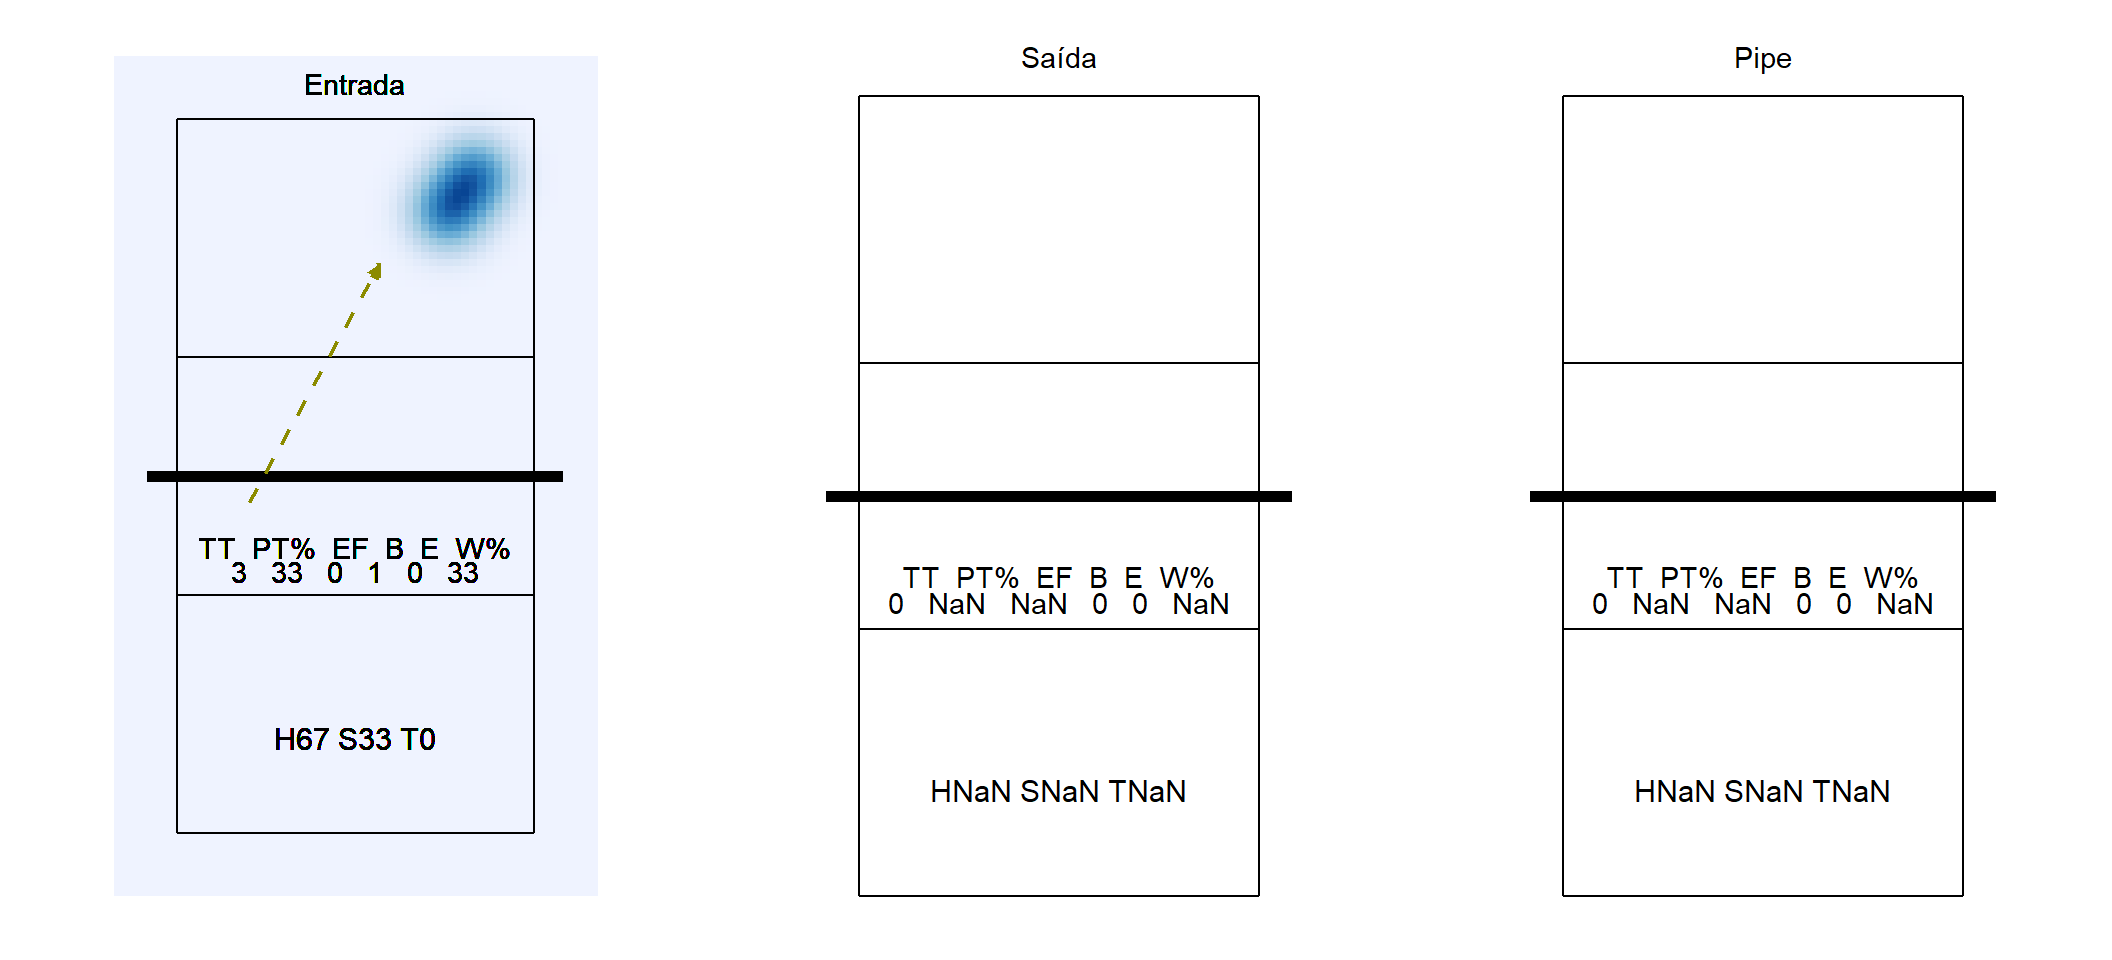 Entrada
TT PT% EF B E W%
3 33 0 1 0 33
H67 S33 T0
Saída
TT PT% EF B E W%
0 NaN NaN 0 0 NaN
HNaN SNaN TNaN
Pipe
TT PT% EF B E W%
0 NaN NaN 0 0 NaN
HNaN SNaN TNaN